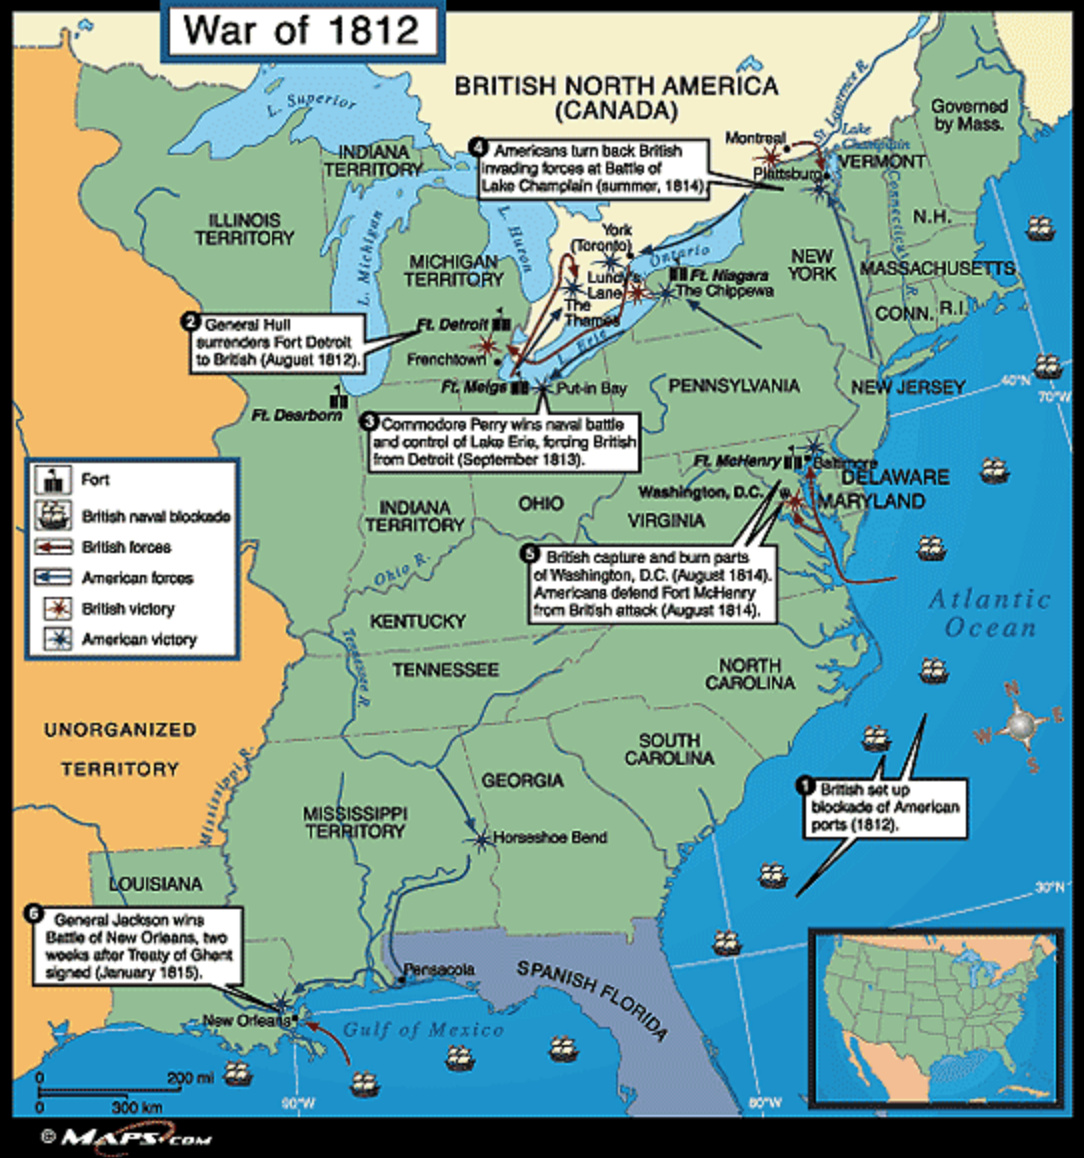 War of 1812
BRITISH NORTH AMERICA
(CANADA)
L. Superior
St. Lawrence R.
Governed
by Mass.
Montreal
Lake
Champlain
Plattsburg
VERMONT
4 Americans turn back British
invading forces at Battle of
Lake Champlain (summer, 1814).
INDIANA
TERRITORY
ILLINOIS
TERRITORY
L. Michigan
L. Huron
MICHIGAN
TERRITORY
York
(Toronto)
Ontario
Connecticut R.
N.H.
NEW
YORK
MASSACHUSETTS
CONN.
R.I.
Lundy's
Lane
Ft. Niagara
The Chippewa
The
Thames
L. Erie
2 General Hull
surrenders Fort Detroit
to British (August 1812).
Ft. Detroit
Frenchtown
Ft. Meigs
Put-in Bay
Ft. Dearborn
PENNSYLVANIA
NEW JERSEY
40°N
70°W
3 Commodore Perry wins naval battle
and control of Lake Erie, forcing British
from Detroit (September 1813).
Ft. McHenry
Baltimore
DELAWARE
MARYLAND
Washington, D.C.
VIRGINIA
OHIO
INDIANA
TERRITORY
Ohio R.
5 British capture and burn parts
of Washington, D.C. (August 1814).
Americans defend Fort McHenry
from British attack (August 1814).
Fort
British naval blockade
British forces
American forces
British victory
American victory
KENTUCKY
Tennessee R.
TENNESSEE
NORTH
CAROLINA
Atlantic
Ocean
N
E
W
S
UNORGANIZED
TERRITORY
Mississippi R.
SOUTH
CAROLINA
GEORGIA
MISSISSIPPI
TERRITORY
Horseshoe Bend
1 British set up
blockade of American
ports (1812).
LOUISIANA
30°N
6 General Jackson wins
Battle of New Orleans, two
weeks after Treaty of Ghent
signed (January 1815).
Pensacola
SPANISH FLORIDA
New Orleans
Gulf of Mexico
0 200 mi
0 300 km
90°W
80°W
© MAPS.COM